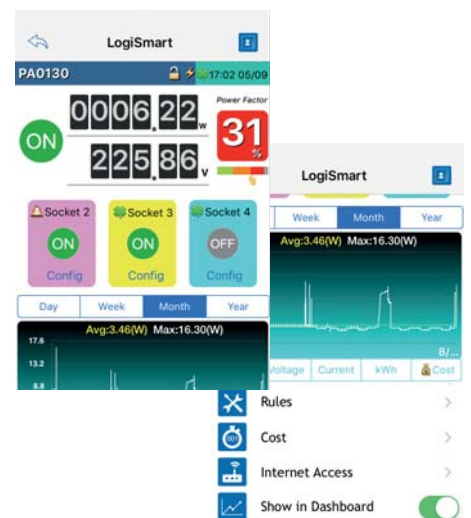 LogiSmart
PA0130 17:02 05/09
ON 0006.22 w Power Factor
225.86 v 31 %
Socket 2 Socket 3 Socket 4
ON ON OFF
Config Config Config
Day Week Month Year
Avg:3.46(W) Max:16.30(W)
17.6
13.2
8.8
LogiSmart
Week Month Year
Avg:3.46(W) Max:16.30(W)
8/...
Voltage Current kWh Cost
Rules
Cost
Internet Access
Show in Dashboard